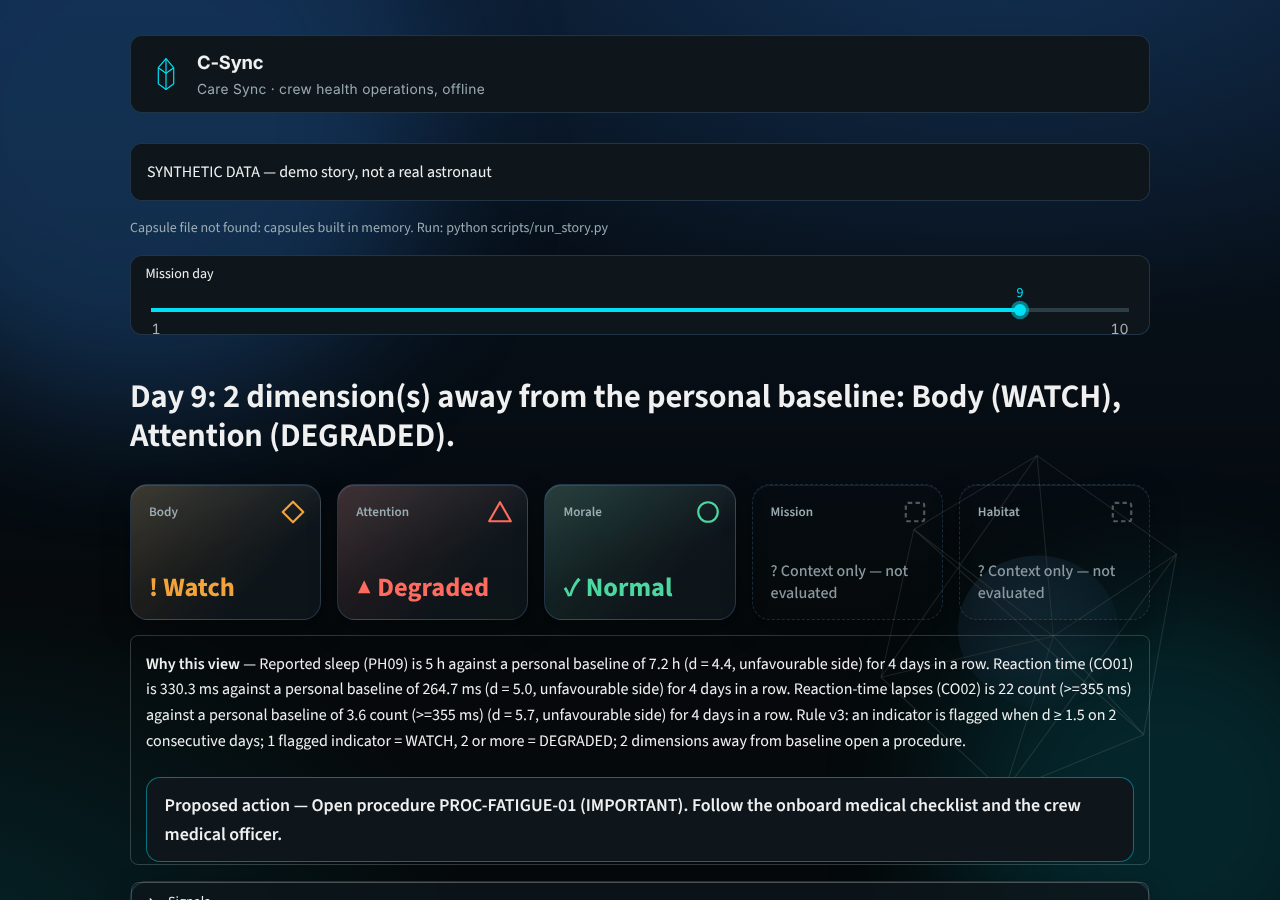 C-Sync
Care Sync · crew health operations, offline
SYNTHETIC DATA — demo story, not a real astronaut
Capsule file not found: capsules built in memory. Run: python scripts/run_story.py
Mission day
9
1
10
Day 9: 2 dimension(s) away from the personal baseline: Body (WATCH),
Attention (DEGRADED).
Body
! Watch
Attention
▲ Degraded
Morale
✓ Normal
Mission
? Context only — not
evaluated
Habitat
? Context only — not
evaluated
Why this view — Reported sleep (PH09) is 5 h against a personal baseline of 7.2 h (d = 4.4, unfavourable side) for 4 days in a row. Reaction time (CO01)
is 330.3 ms against a personal baseline of 264.7 ms (d = 5.0, unfavourable side) for 4 days in a row. Reaction-time lapses (CO02) is 22 count (>=355 ms)
against a personal baseline of 3.6 count (>=355 ms) (d = 5.7, unfavourable side) for 4 days in a row. Rule v3: an indicator is flagged when d ≥ 1.5 on 2
consecutive days; 1 flagged indicator = WATCH, 2 or more = DEGRADED; 2 dimensions away from baseline open a procedure.
Proposed action — Open procedure PROC-FATIGUE-01 (IMPORTANT). Follow the onboard medical checklist and the crew
medical officer.
Signals